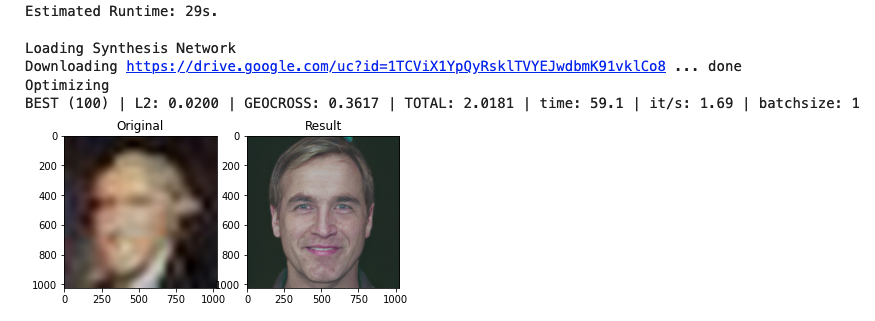 Estimated Runtime: 29s.
Loading Synthesis Network
Downloading https://drive.google.com/uc?id=1TCViX1YpQyRsklTVYEJwdbmK91vklCo8 ... done
Optimizing
BEST (100) | L2: 0.0200 | GEOCROSS: 0.3617 | TOTAL: 2.0181 | time: 59.1 | it/s: 1.69 | batchsize: 1
Original Result
0 0
200 200
400 400
600 600
800 800
1000 1000
0 250 500 750 1000 0 250 500 750 1000